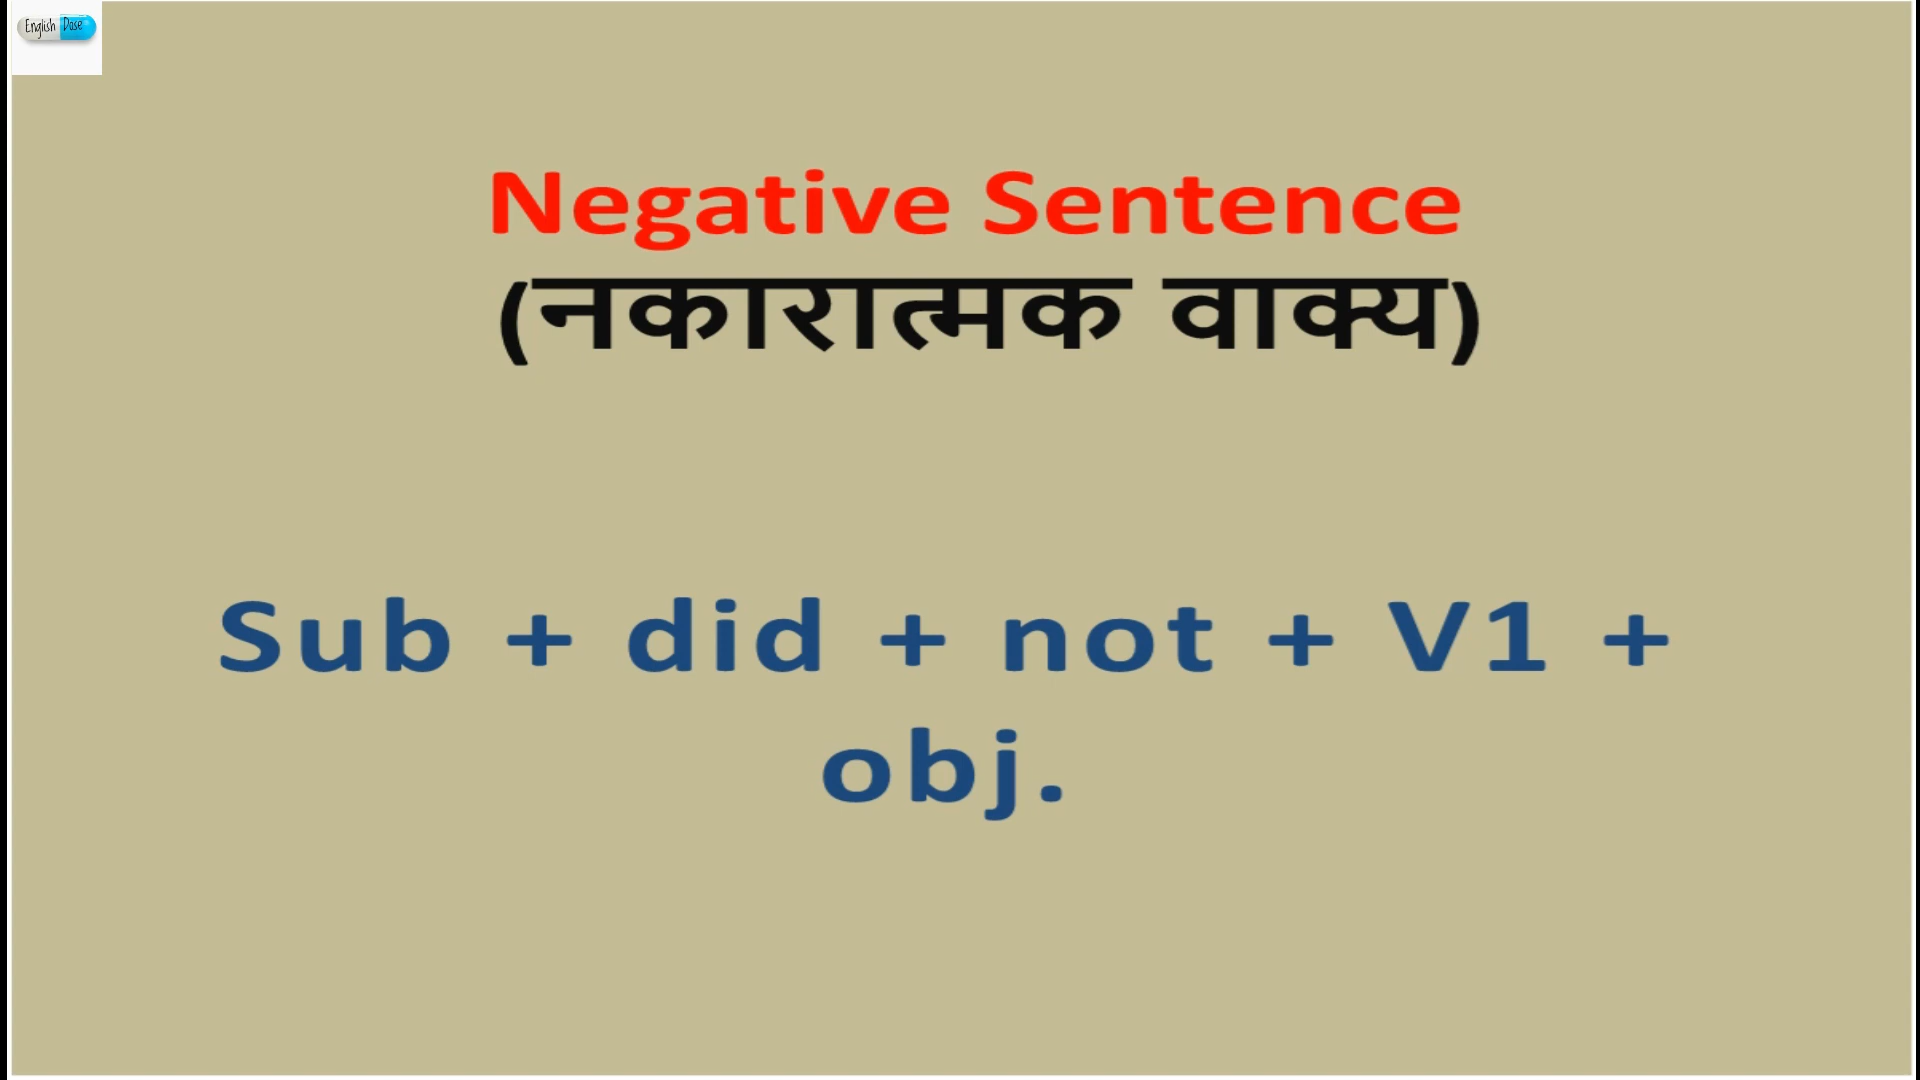 English Dose
Negative Sentence
(नकारात्मक वाक्य)
Sub + did + not + V1 +
obj.